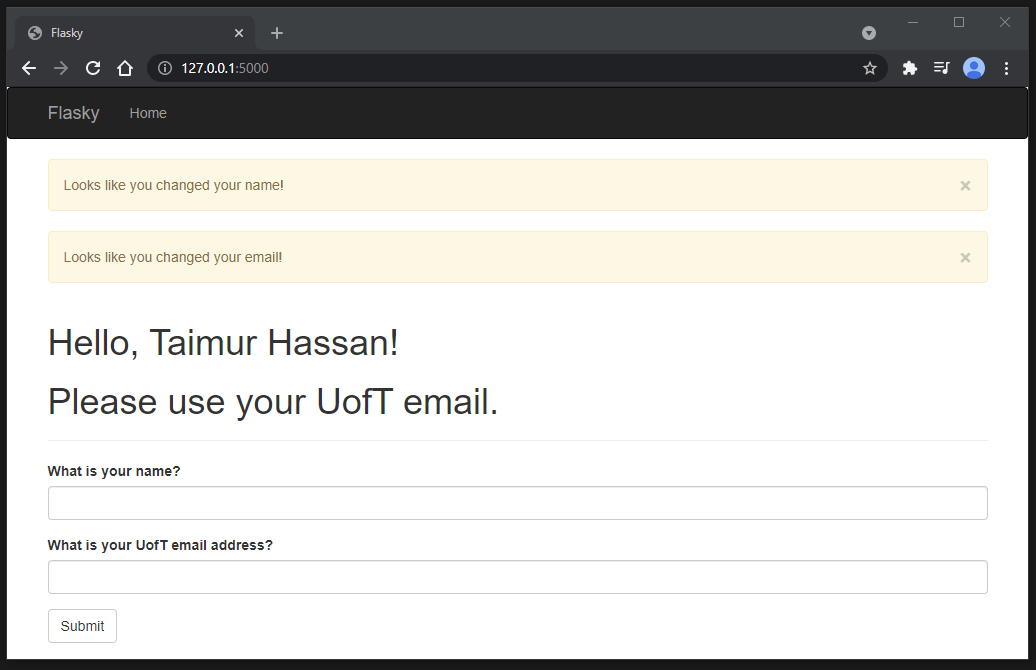 Flasky
127.0.0.1:5000
Flasky Home
Looks like you changed your name! ×
Looks like you changed your email! ×
Hello, Taimur Hassan!
Please use your UofT email.
What is your name?
What is your UofT email address?
Submit